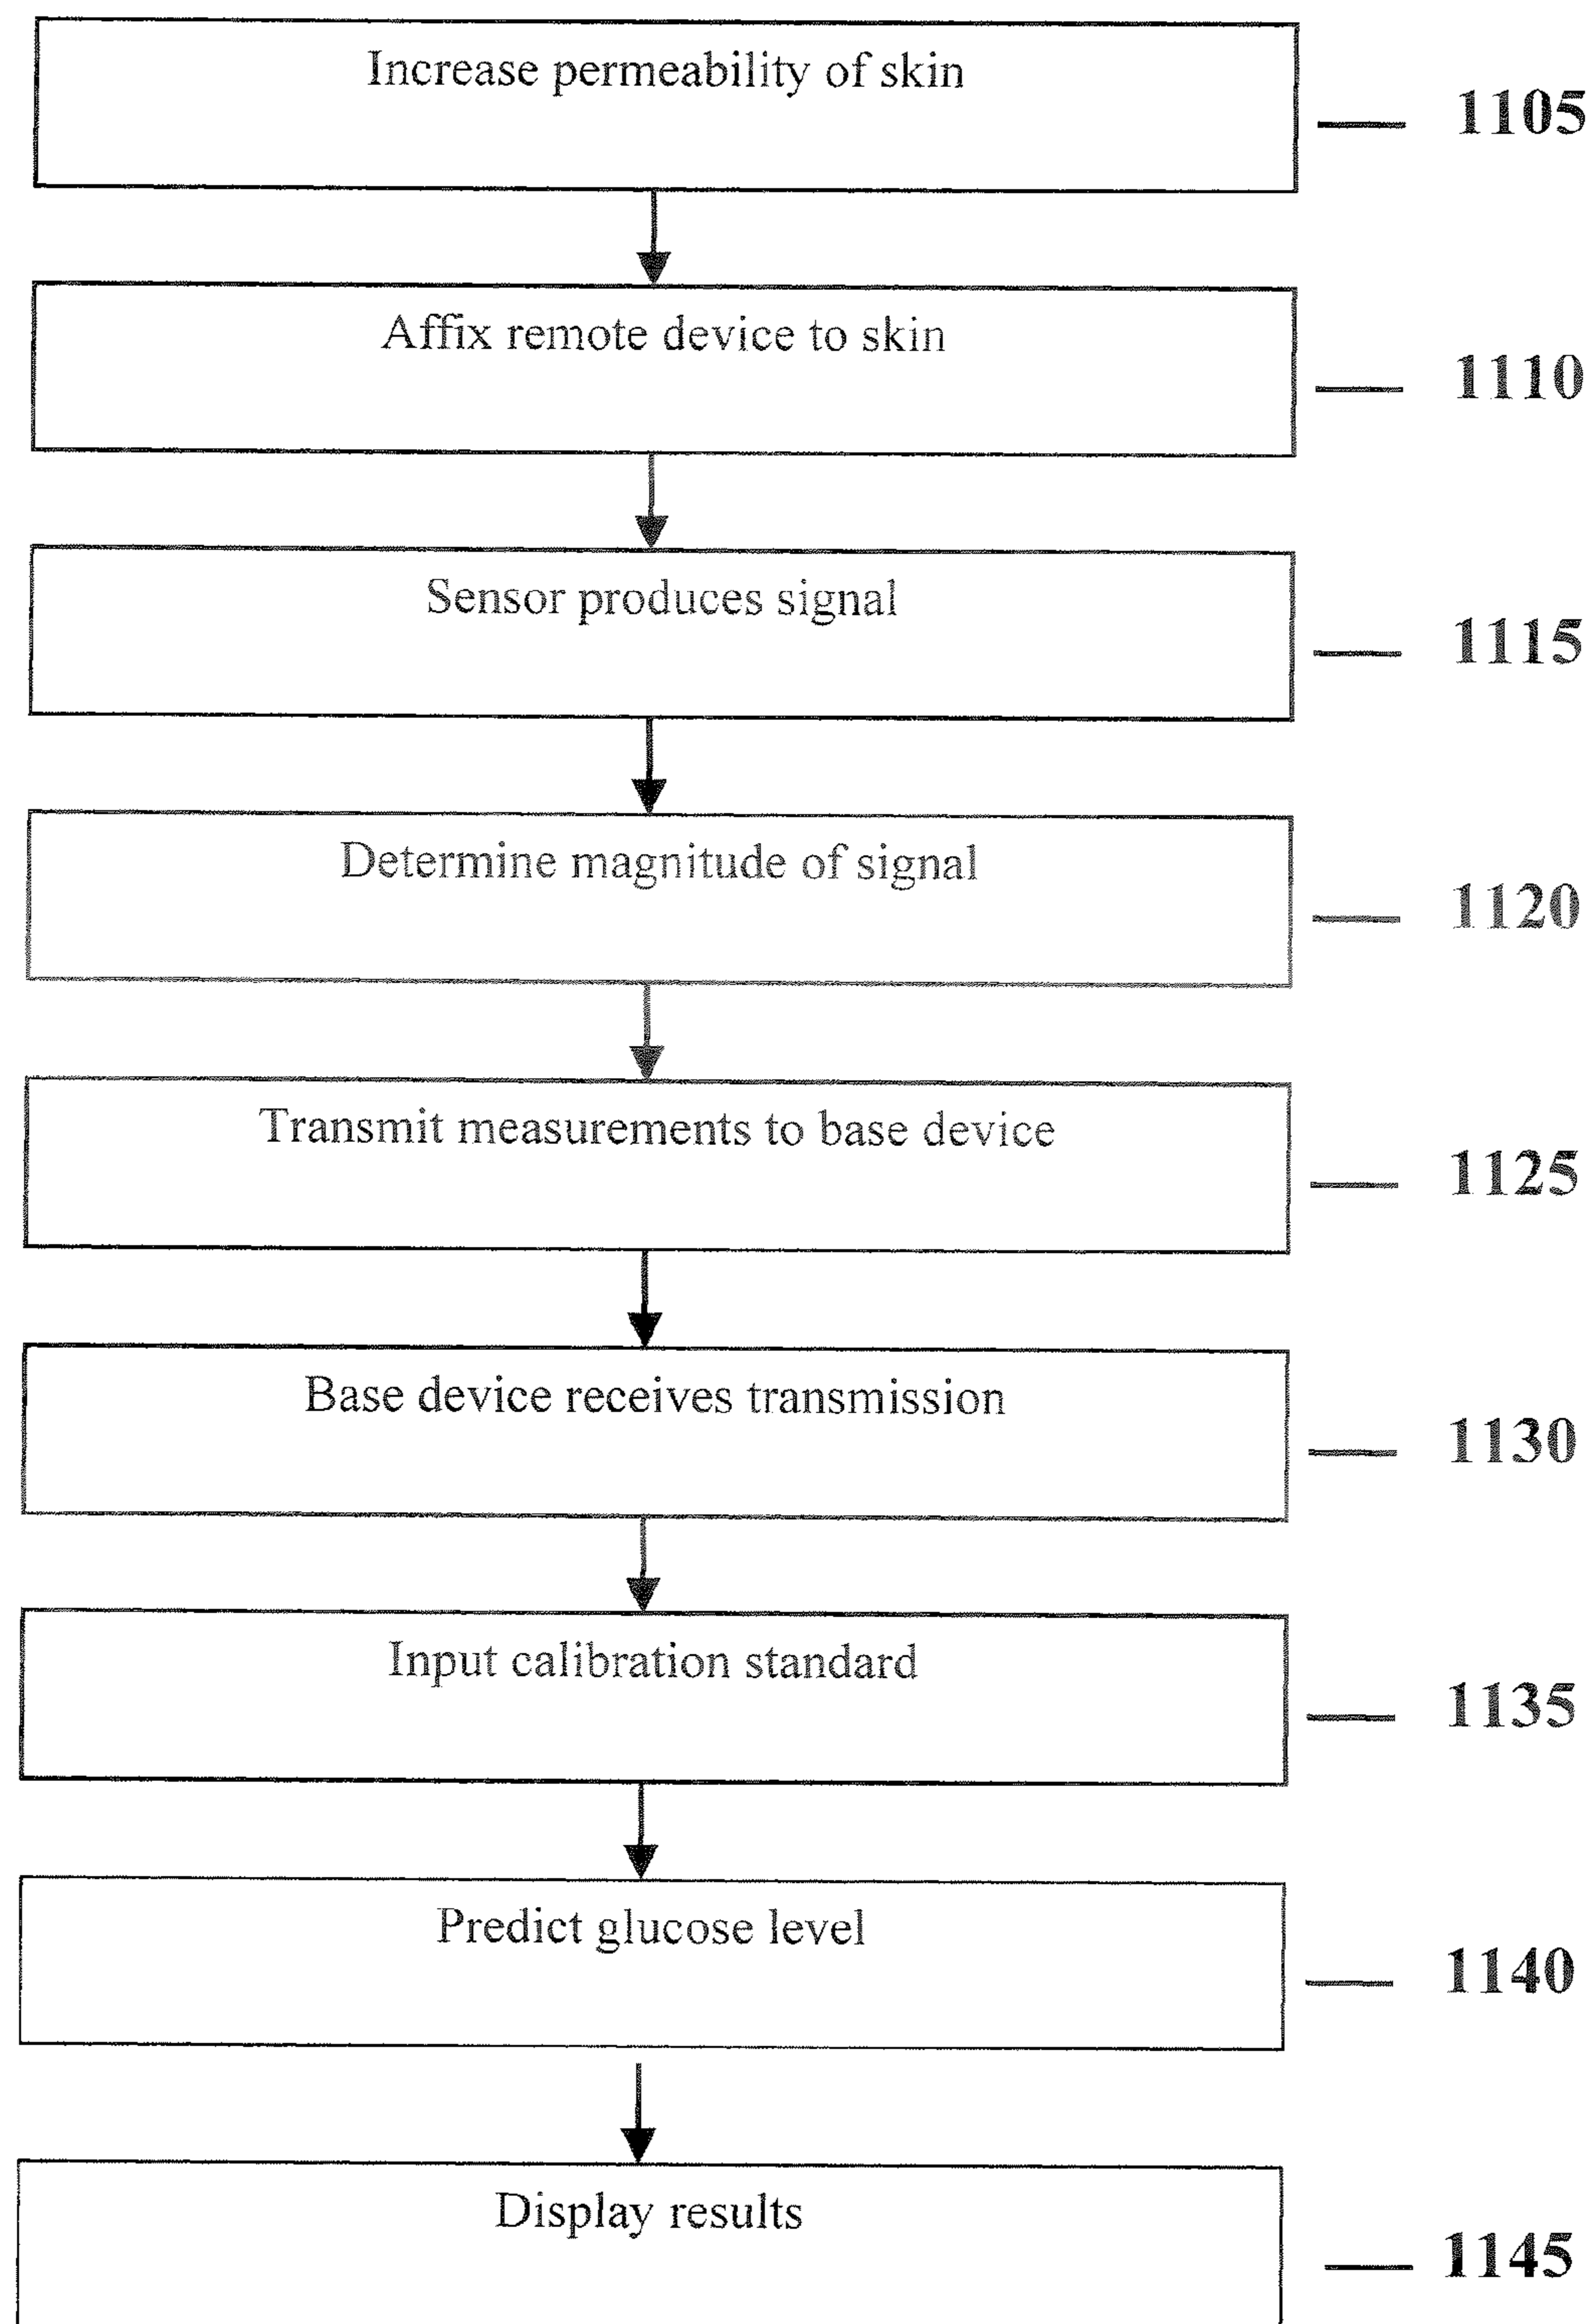 Increase permeability of skin
1105
Affix remote device to skin
1110
Sensor produces signal
1115
Determine magnitude of signal
1120
Transmit measurements to base device
1125
Base device receives transmission
1130
Input calibration standard
1135
Predict glucose level
1140
Display results
1145